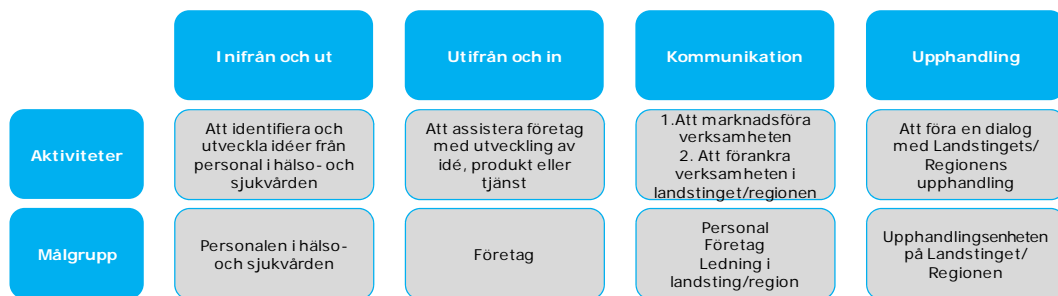 Inifrån och ut
Utifrån och in
Kommunikation
Upphandling
Aktiviteter
Att identifiera och
utveckla idéer från
personal i hälso- och
sjukvården
Att assistera företag
med utveckling av
idé, produkt eller
tjänst
1.Att marknadsföra
verksamheten
2. Att förankra
verksamheten i
landstinget/regionen
Att föra en dialog
med Landstingets/
Regionens
upphandling
Målgrupp
Personalen i hälso-
och sjukvården
Företag
Personal
Företag
Ledning i
landsting/region
Upphandlingsenheten
på Landstinget/
Regionen